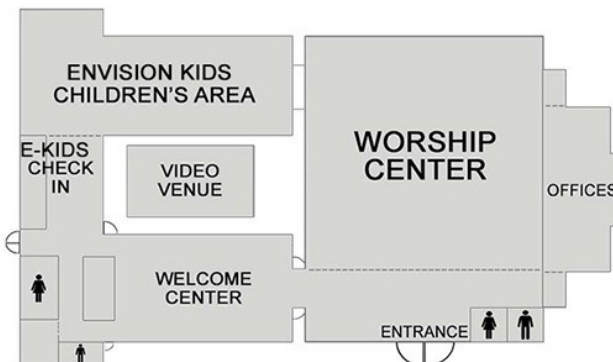 ENVISION KIDS
CHILDREN'S AREA
WORSHIP
CENTER
E-KIDS
CHECK
IN
VIDEO
VENUE
OFFICES
WELCOME
CENTER
ENTRANCE